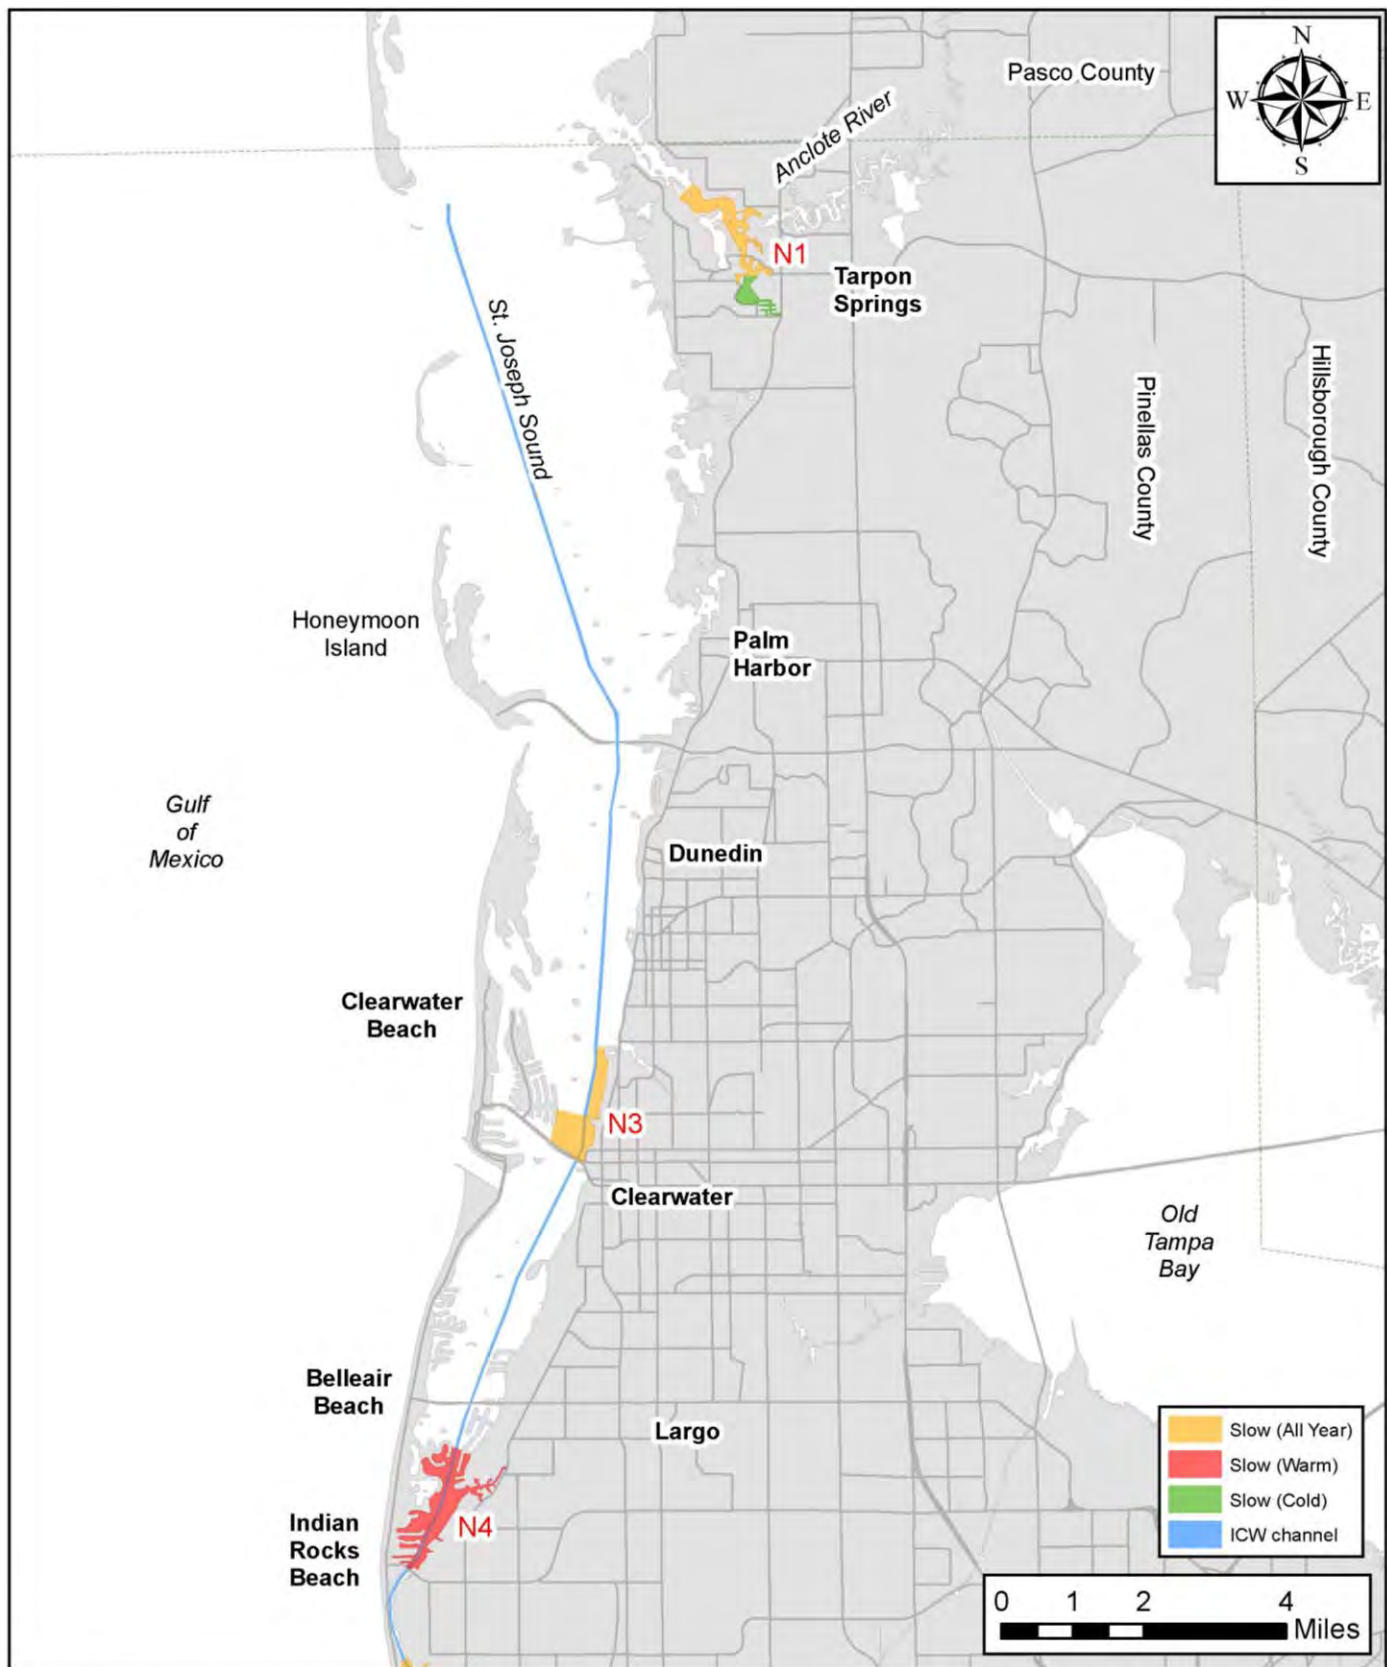 N
W
E
S
Pasco County
Anclote River
N1
Tarpon
Springs
St. Joseph Sound
Pinellas County
Hillsborough County
Honeymoon
Island
Palm
Harbor
Gulf
of
Mexico
Dunedin
Clearwater
Beach
N3
Clearwater
Old
Tampa
Bay
Belleair
Beach
Largo
Indian
Rocks
Beach
N4
Slow (All Year)
Slow (Warm)
Slow (Cold)
ICW channel
0 1 2 4
Miles